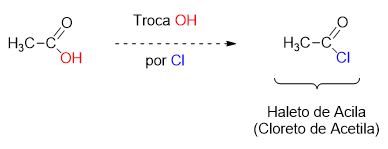 H₃C-C
O
OH
Troca OH
por Cl
H₃C-C
O
Cl
Haleto de Acila
(Cloreto de Acetila)